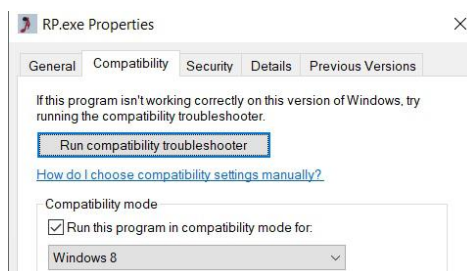 RP.exe Properties
General Compatibility Security Details Previous Versions
If this program isn't working correctly on this version of Windows, try
running the compatibility troubleshooter.
Run compatibility troubleshooter
How do I choose compatibility settings manually?
Compatibility mode
Run this program in compatibility mode for:
Windows 8